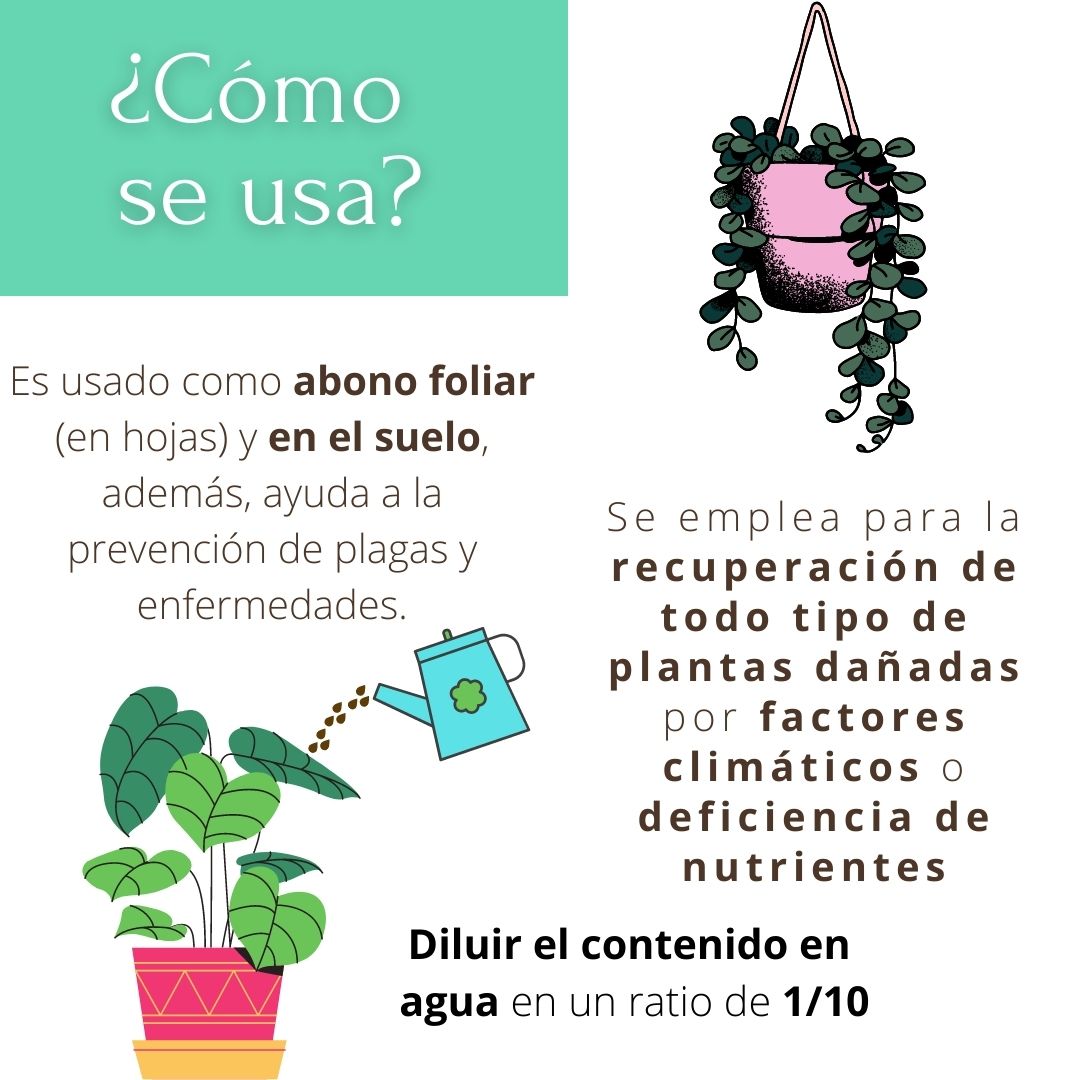 ¿Cómo
se usa?
Es usado como abono foliar
(en hojas) y en el suelo,
además, ayuda a la
prevención de plagas y
enfermedades.
Se emplea para la
recuperación de
todo tipo de
plantas dañadas
por factores
climáticos o
deficiencia de
nutrientes
Diluir el contenido en
agua en un ratio de 1/10